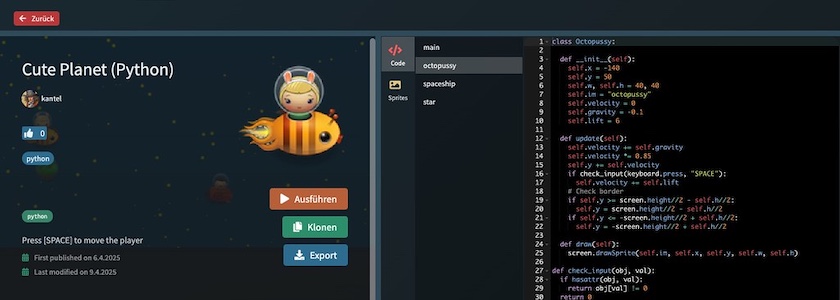 Zurück
Cute Planet (Python)
kantel
0
python
python
Press [SPACE] to move the player
First published on 6.4.2025
Last modified on 9.4.2025
Ausführen
Klonen
Export
Code
Sprites
main
octopussy
spaceship
star
1 class Octopussy:
2
3 def __init__(self):
4 self.x = -140
5 self.y = 50
6 self.w, self.h = 40, 40
7 self.im = "octopussy"
8 self.velocity = 0
9 self.gravity = -0.1
10 self.lift = 6
11
12 def update(self):
13 self.velocity += self.gravity
14 self.velocity *= 0.85
15 self.y += self.velocity
16 if check_input(keyboard.press, "SPACE"):
17 self.velocity += self.lift
18 # Check border
19 if self.y >= screen.height//2 - self.h//2:
20 self.y = screen.height//2 - self.h//2
21 if self.y <= -screen.height//2 + self.h//2:
22 self.y = -screen.height//2 + self.h//2
23
24 def draw(self):
25 screen.drawSprite(self.im, self.x, self.y, self.w, self.h)
26
27 def check_input(obj, val):
28 if hasattr(obj, val):
29 return obj[val] != 0
30 return 0